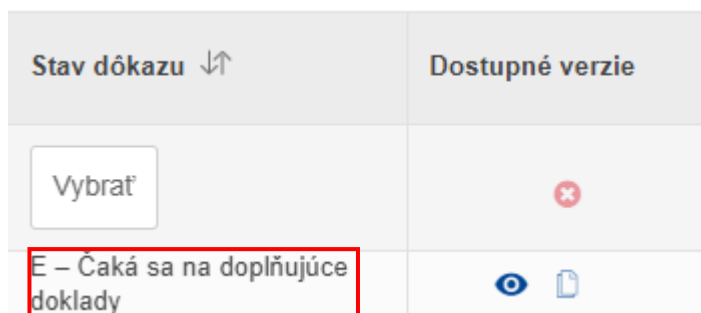 Stav dôkazu
Dostupné verzie
Vybrať
E – Čaká sa na doplňujúce
doklady